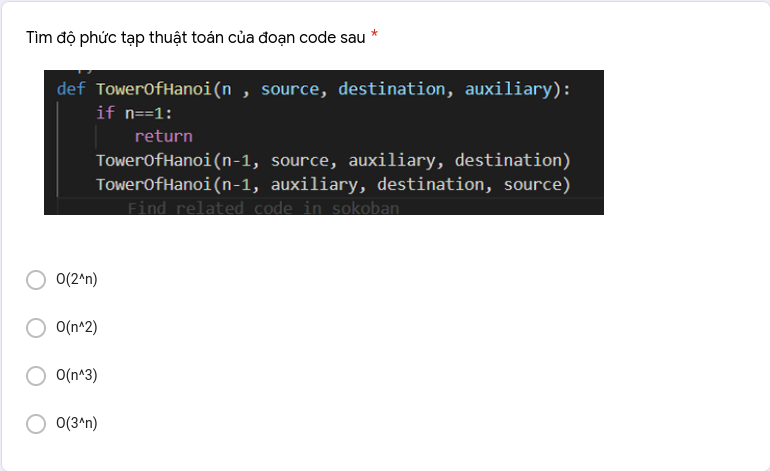 Tìm độ phức tạp thuật toán của đoạn code sau *
def TowerOfHanoi(n , source, destination, auxiliary):
if n==1:
return
TowerOfHanoi(n-1, source, auxiliary, destination)
TowerOfHanoi(n-1, auxiliary, destination, source)
Find related code in sokoban
O(2^n)
O(n^2)
O(n^3)
O(3^n)